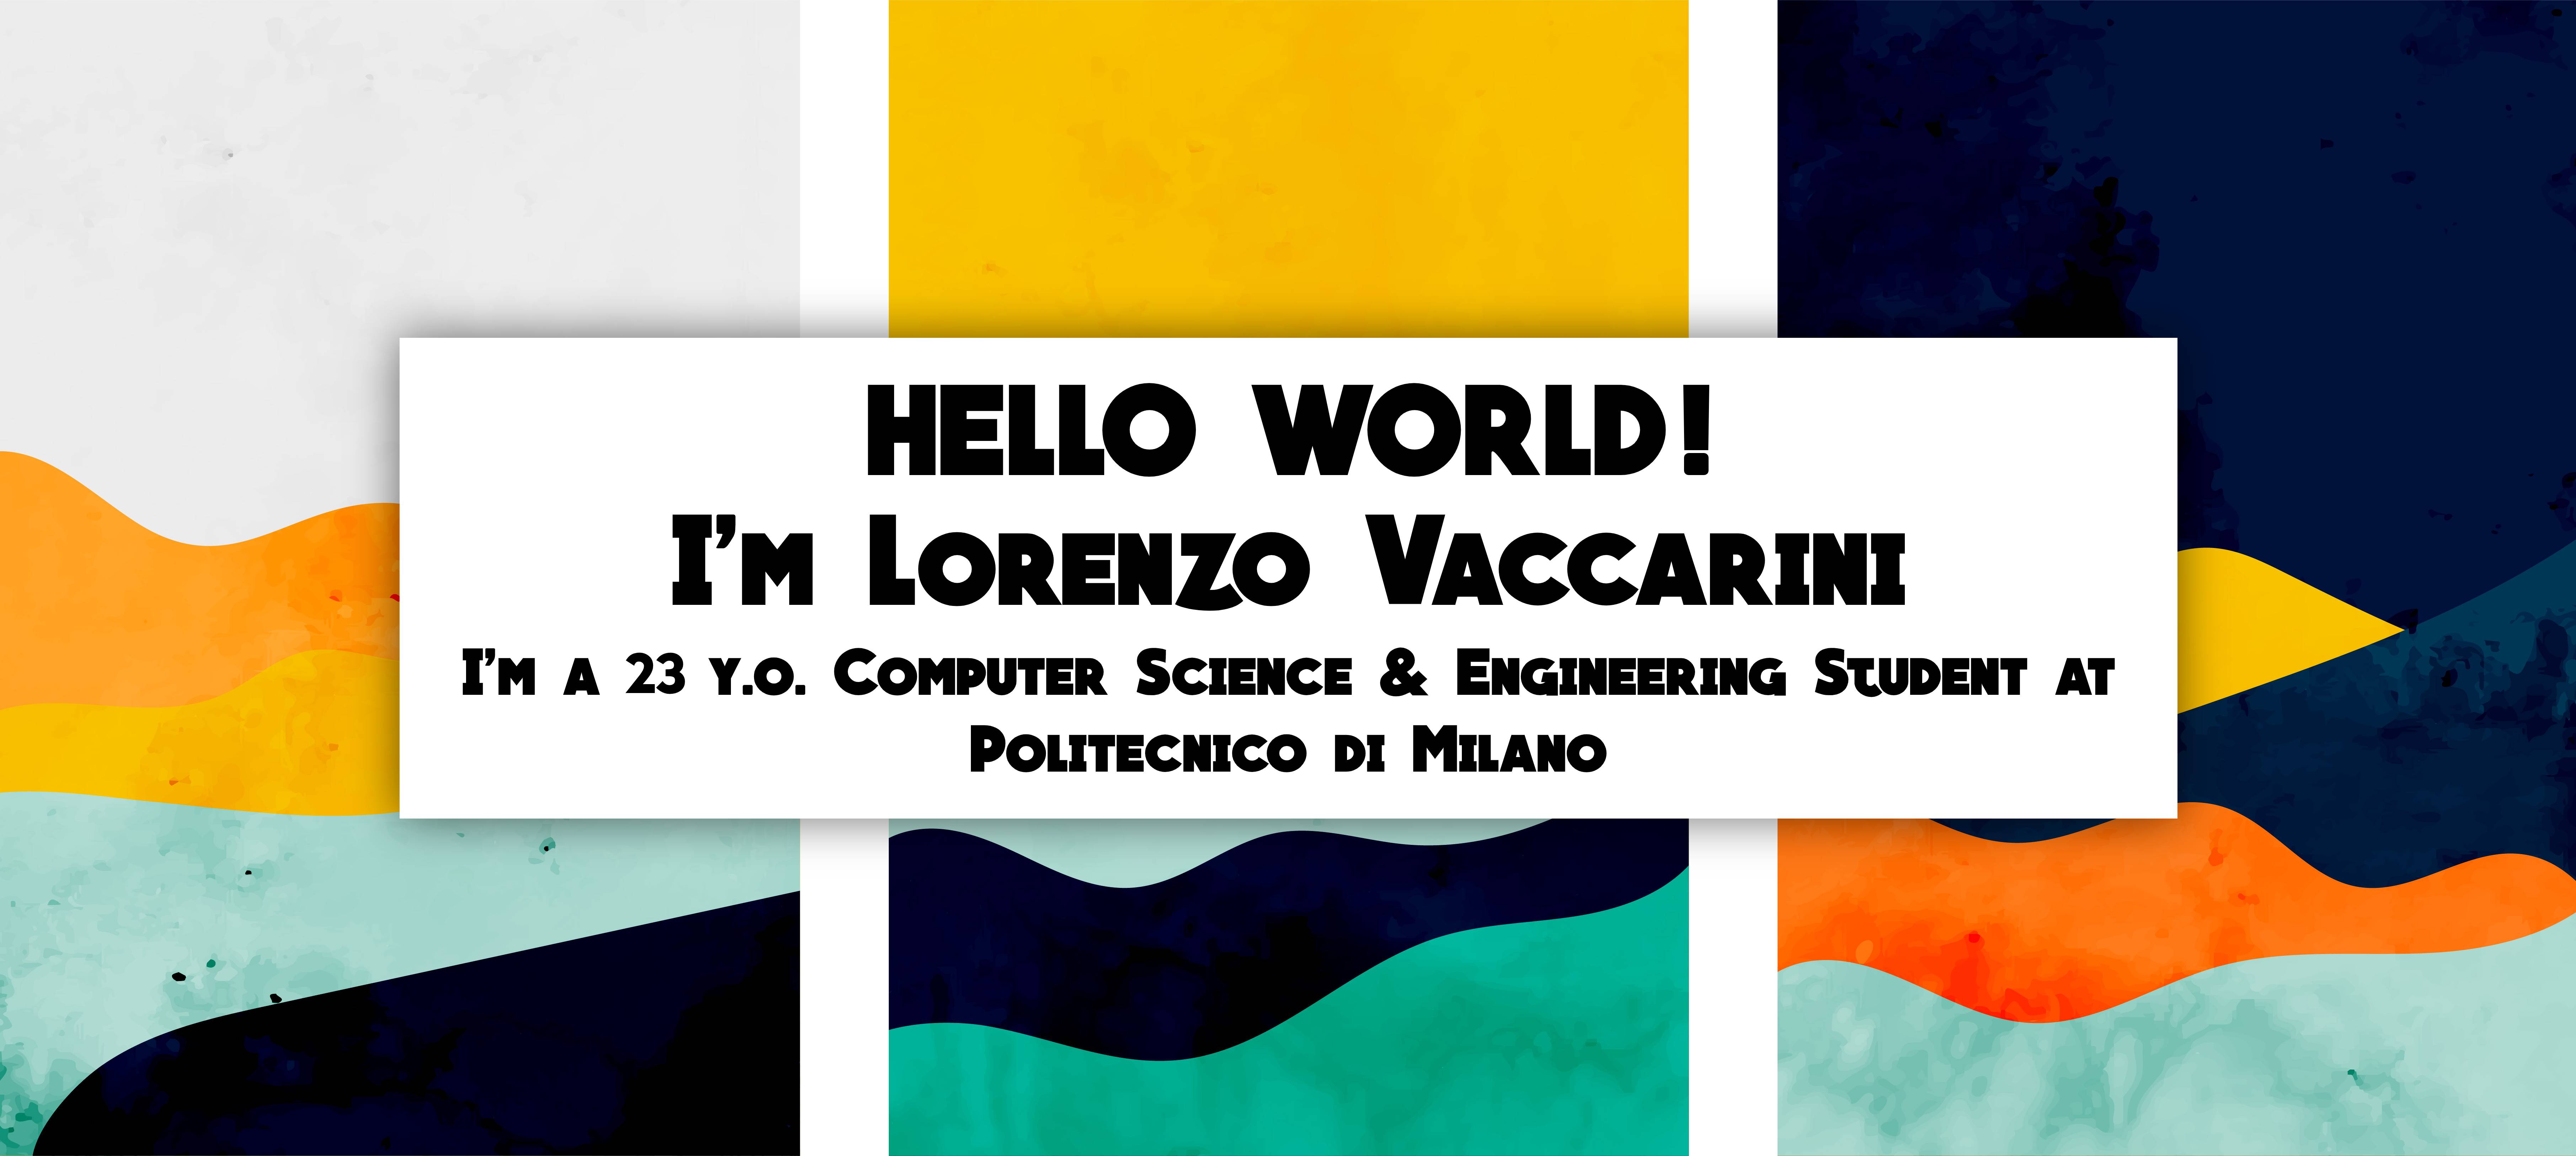 HELLO WORLD!
I'm Lorenzo Vaccarini
I'm a 23 y.o. Computer Science & Engineering Student at
Politecnico di Milano